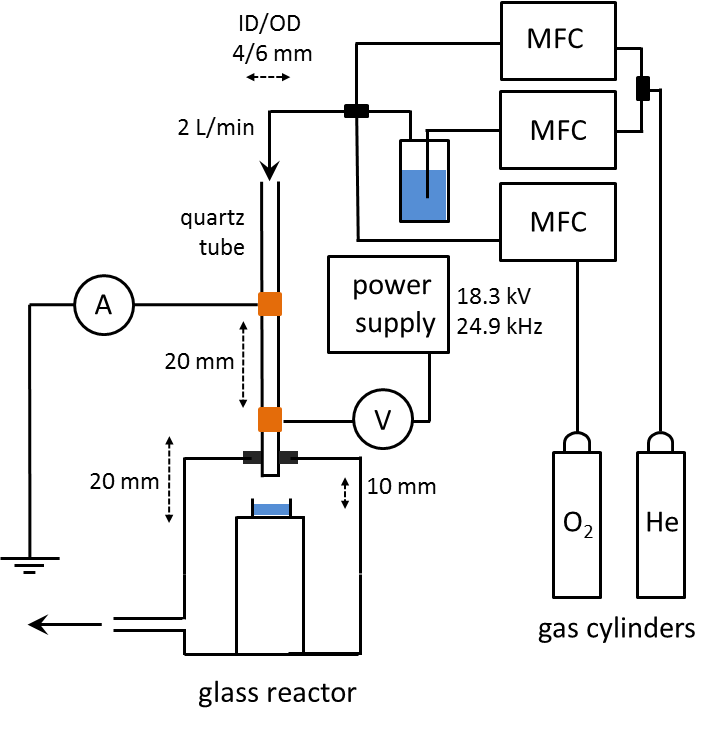 ID/OD
4/6 mm
MFC
2 L/min
MFC
quartz
tube
MFC
A
power
supply
18.3 kV
24.9 kHz
20 mm
V
20 mm
10 mm
O₂
He
gas cylinders
glass reactor